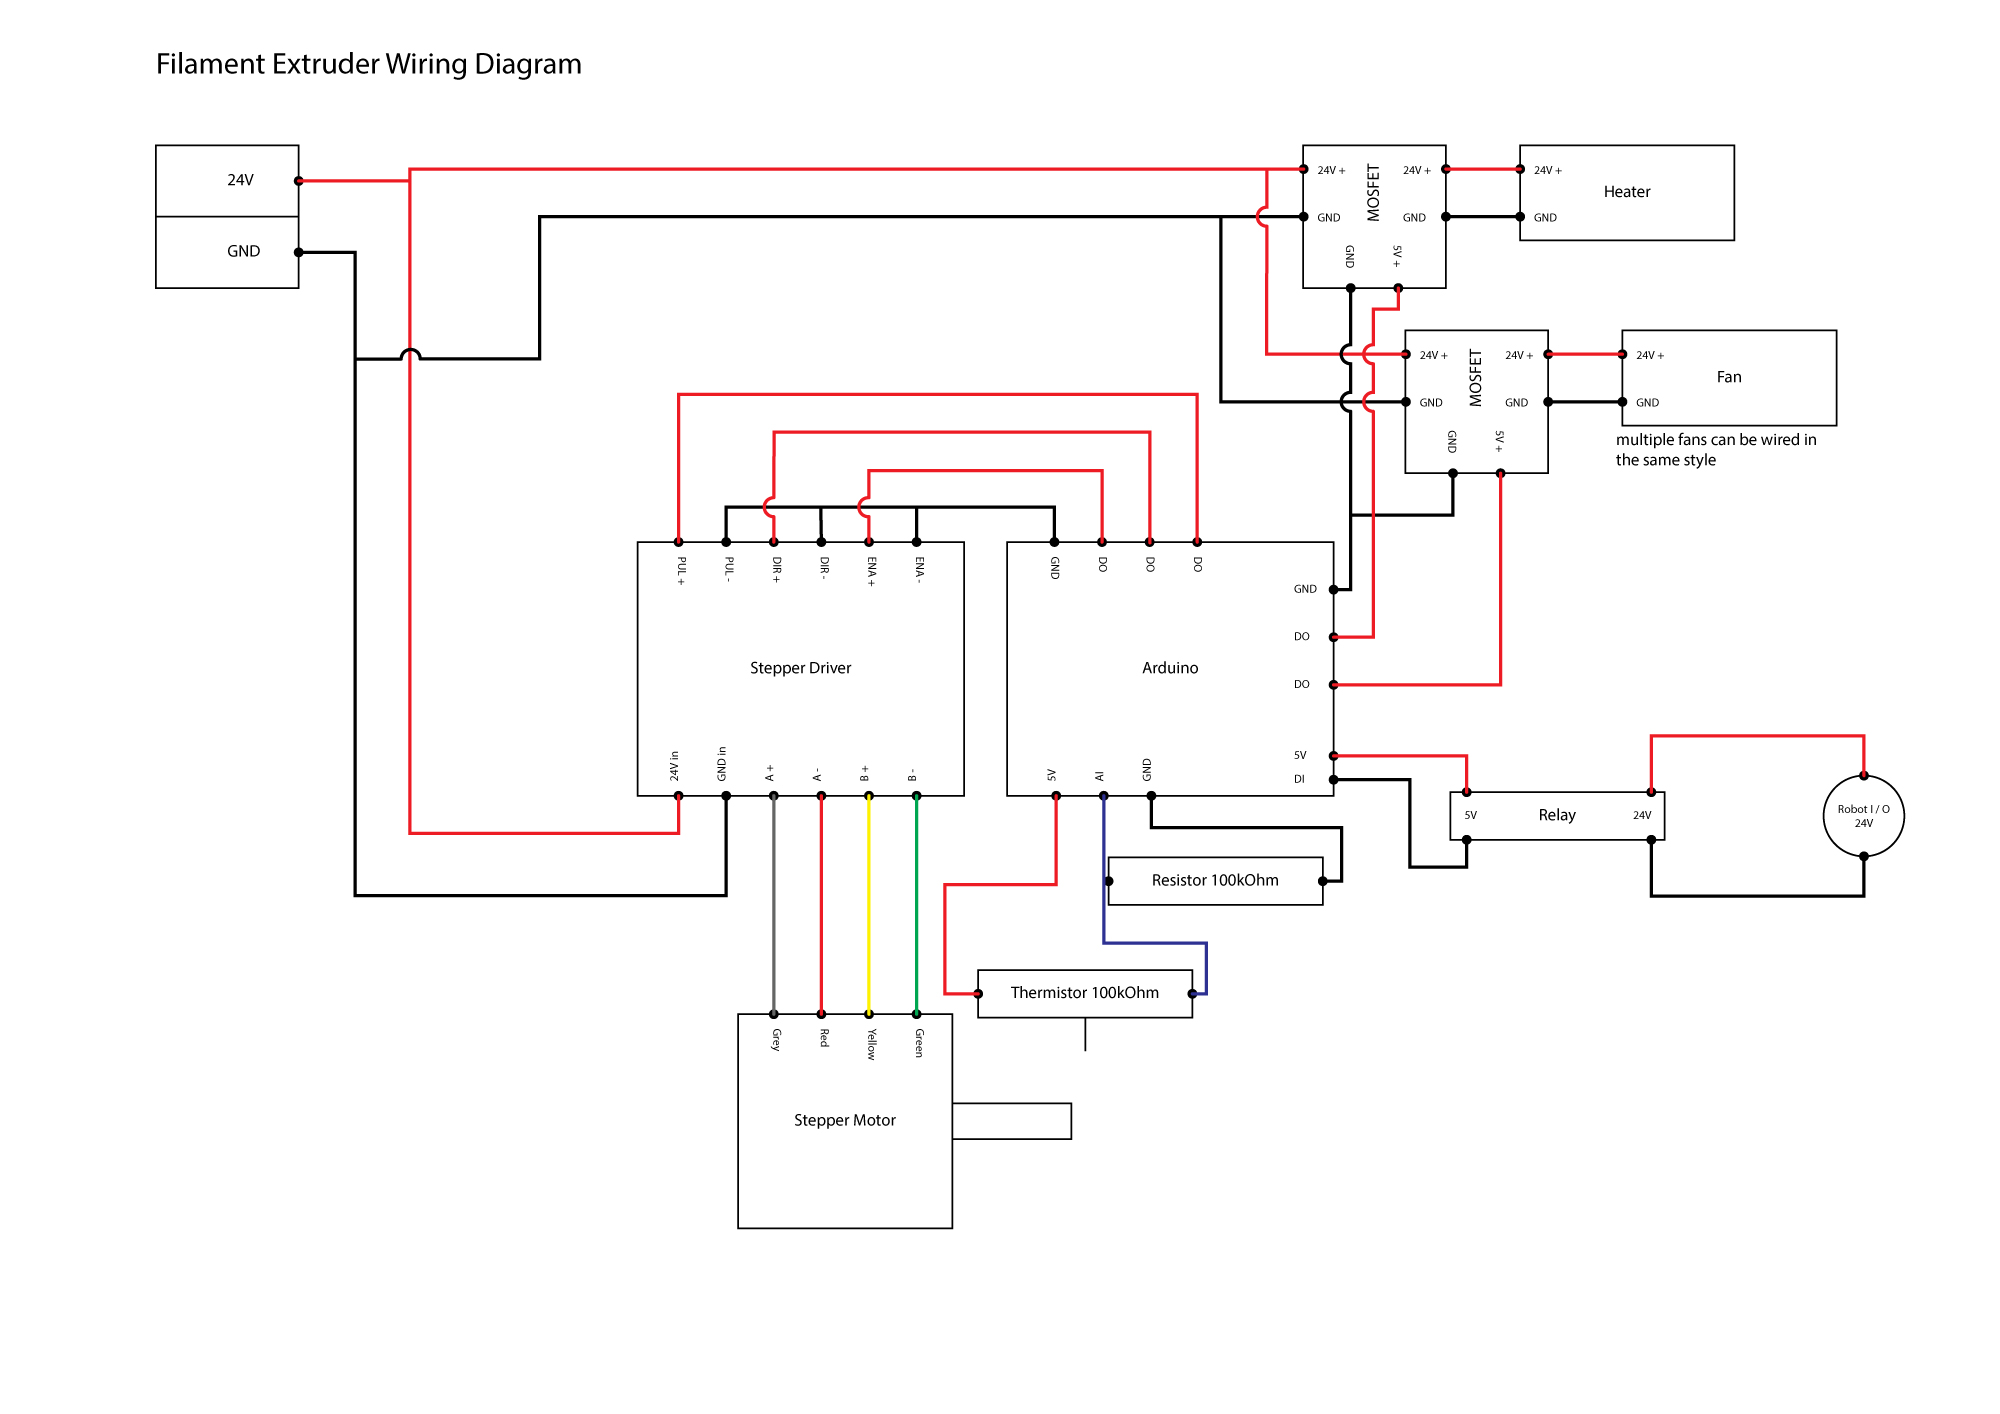 Filament Extruder Wiring Diagram
24V
GND
24V +
GND
MOSFET
24V +
GND
GND
5V +
24V +
GND
Heater
24V +
GND
MOSFET
24V +
GND
GND
5V +
24V +
GND
Fan
multiple fans can be wired in
the same style
PUL +
PUL -
DIR +
DIR -
ENA +
ENA -
Stepper Driver
24V in
GND in
A +
A -
B +
B -
GND
DO
DO
DO
GND
DO
DO
5V
DI
Arduino
5V
AI
GND
5V
Relay
24V
Robot I / O
24V
Resistor 100kOhm
Thermistor 100kOhm
Grey
Red
Yellow
Green
Stepper Motor